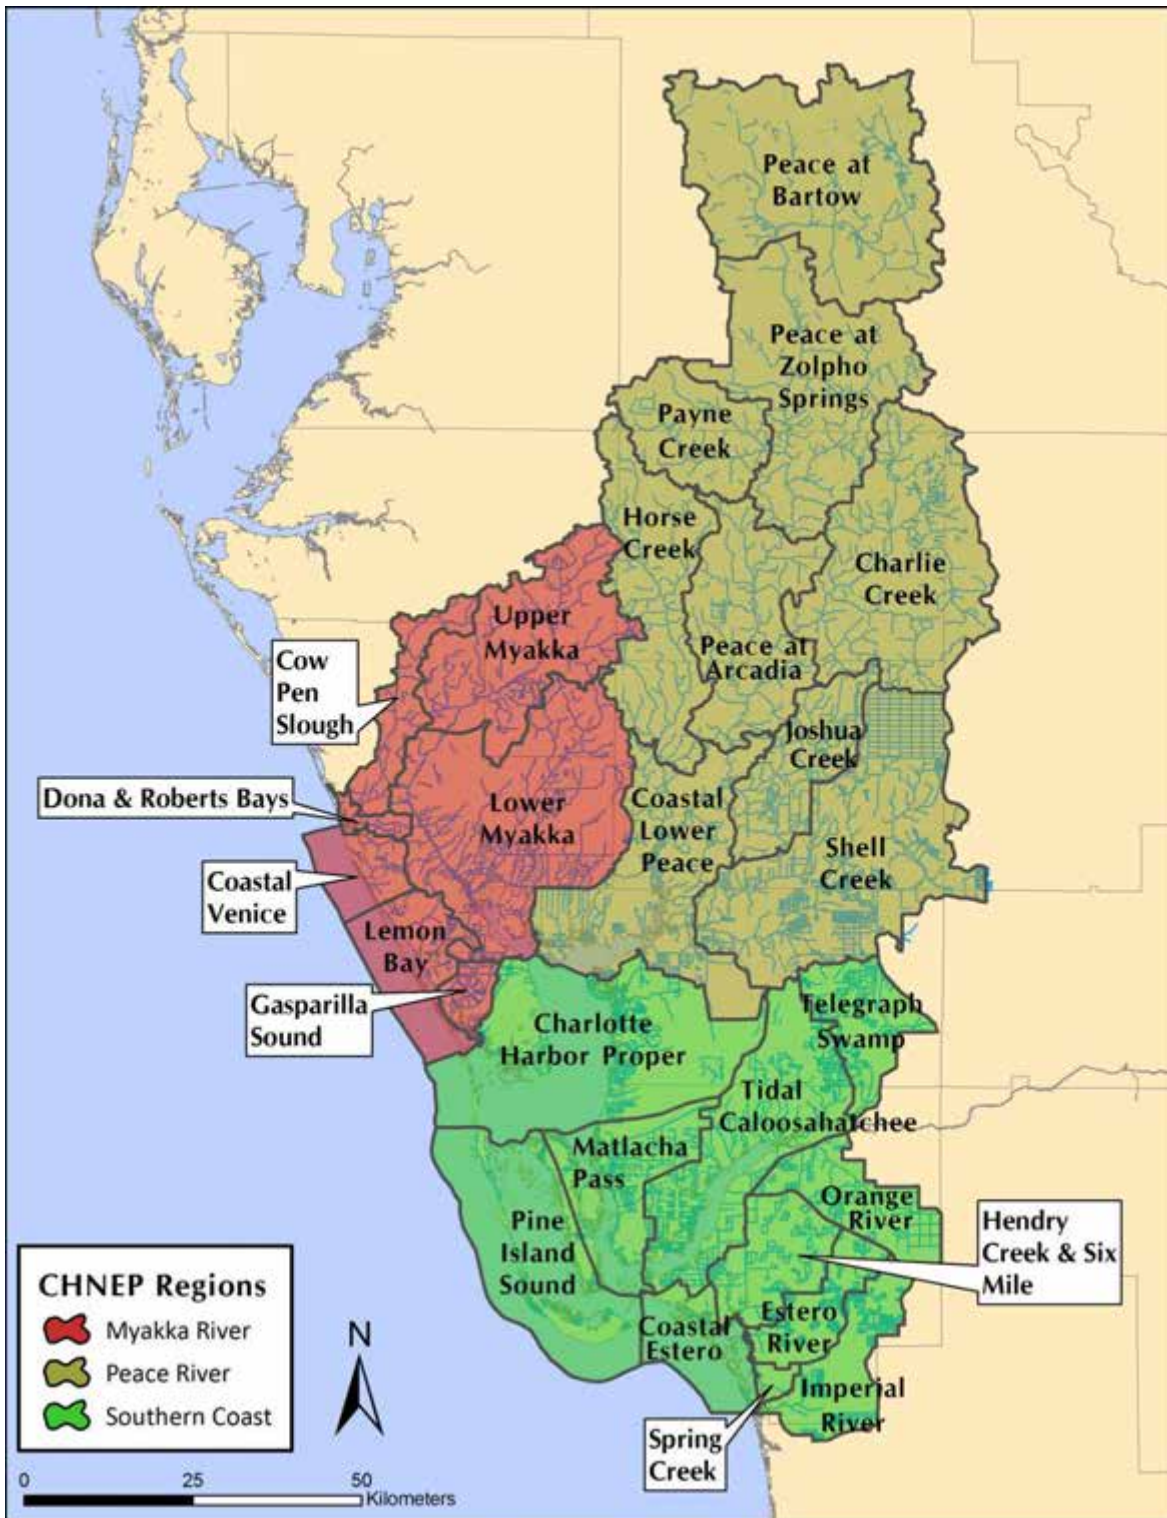 Peace at
Bartow
Peace at
Zolpho
Springs
Payne
Creek
Horse
Creek
Charlie
Creek
Upper
Myakka
Peace at
Arcadia
Cow
Pen
Slough
Joshua
Creek
Dona & Roberts Bays
Lower
Myakka
Coastal
Lower
Peace
Shell
Creek
Coastal
Venice
Lemon
Bay
Gasparilla
Sound
Charlotte
Harbor Proper
Telegraph
Swamp
Tidal
Caloosahatchee
Matlacha
Pass
Orange
River
Pine
Island
Sound
Hendry
Creek & Six
Mile
Coastal
Estero
Estero
River
Imperial
River
Spring
Creek
CHNEP Regions
Myakka River
Peace River
Southern Coast
N
0 25 50
Kilometers